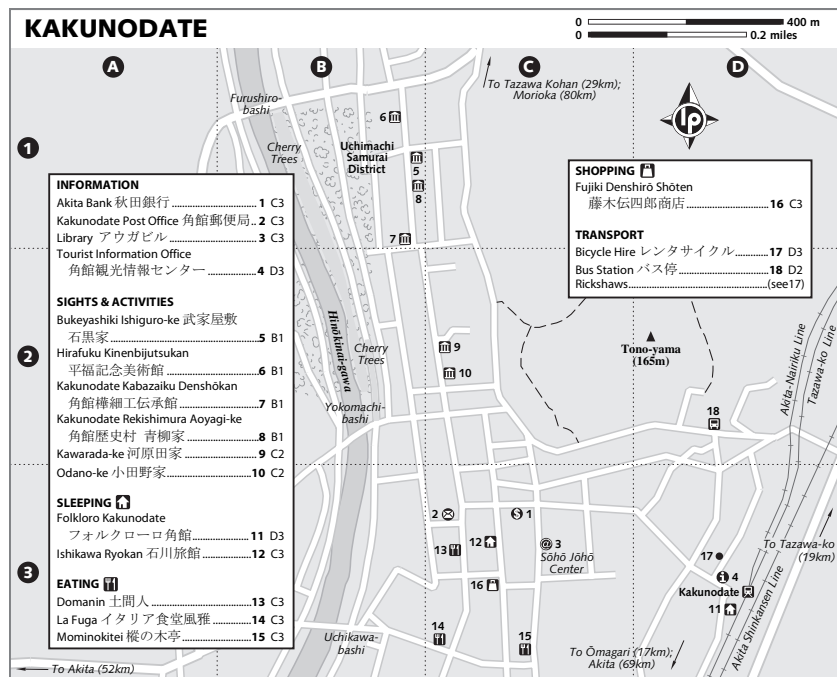 KAKUNODATE
0 400 m
0 0.2 miles
A
B
C
D
1
2
3
To Tazawa Kohan (29km);
Morioka (80km)
Furushiro-
bashi
Cherry
Trees
6
Uchimachi
Samurai
District
5
8
7
lp
INFORMATION
Akita Bank 秋田銀行 1 C3
Kakunodate Post Office 角館郵便局 2 C3
Library アウガビル 3 C3
Tourist Information Office
角館観光情報センター 4 D3
SIGHTS & ACTIVITIES
Bukeyashiki Ishiguro-ke 武家屋敷
石黒家 5 B1
Hirafuku Kinenbijutsukan
平福記念美術館 6 B1
Kakunodate Kabazaiku Denshōkan
角館樺細工伝承館 7 B1
Kakunodate Rekishimura Aoyagi-ke
角館歴史村 青柳家 8 B1
Kawarada-ke 河原田家 9 C2
Odano-ke 小田野家 10 C2
SLEEPING
Folkloro Kakunodate
フォルクローロ角館 11 D3
Ishikawa Ryokan 石川旅館 12 C3
EATING
Domanin 土間人 13 C3
La Fuga イタリア食堂風雅 14 C3
Mominokitei 樅の木亭 15 C3
SHOPPING
Fujiki Denshirō Shōten
藤木伝四郎商店 16 C3
TRANSPORT
Bicycle Hire レンタサイクル 17 D3
Bus Station バス停 18 D2
Rickshaws (see17)
Hinokinai-gawa
Cherry
Trees
Yokomachi-
bashi
9
10
Tono-yama
(165m)
Akita-Nairiku Line
Tazawa-ko Line
18
2
$ 1
12
13
@ 3
Sōhō Jōhō
Center
16
14
15
17
i 4
Kakunodate
11
To Tazawa-ko
(19km)
Akita Shinkansen Line
Uchikawa-
bashi
To Ōmagari (17km);
Akita (69km)
To Akita (52km)